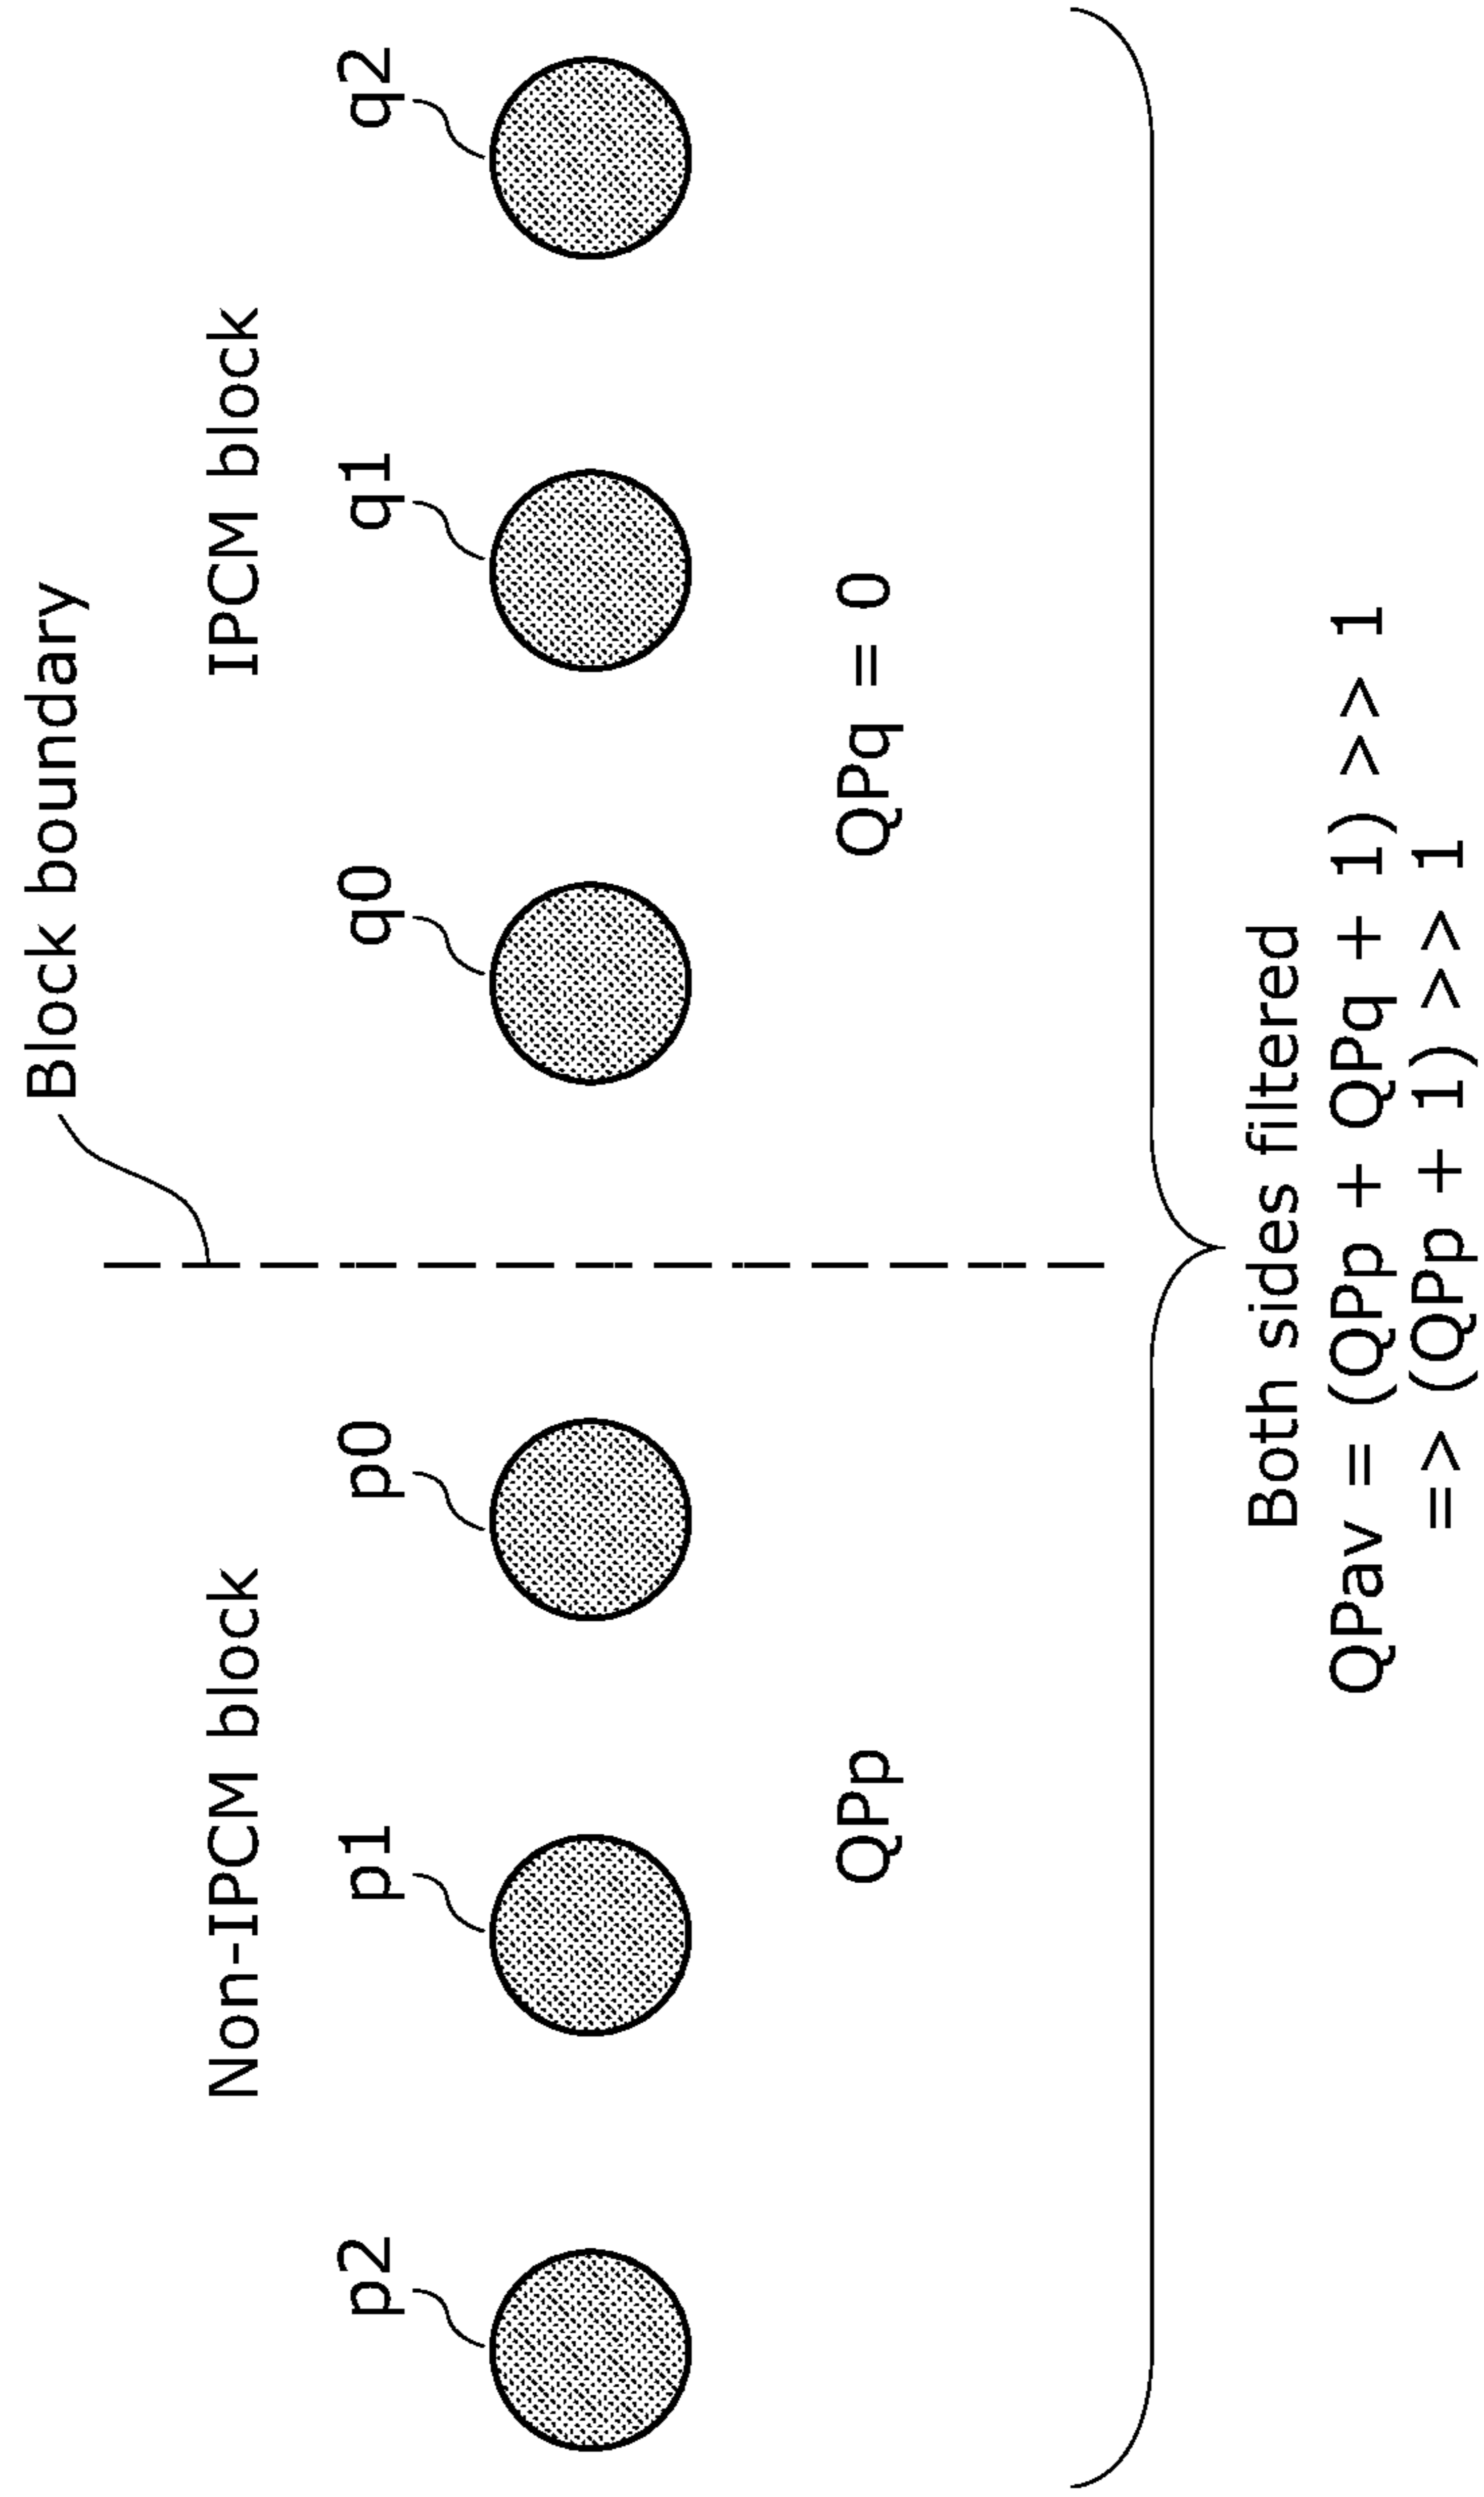 Block boundary
Non-IPCM block
IPCM block
p2
p1
p0
q0
q1
q2
QPp
QPq = 0
Both sides filtered
QPav = (QPp + QPq + 1) >> 1
=> (QPp + 1) >> 1